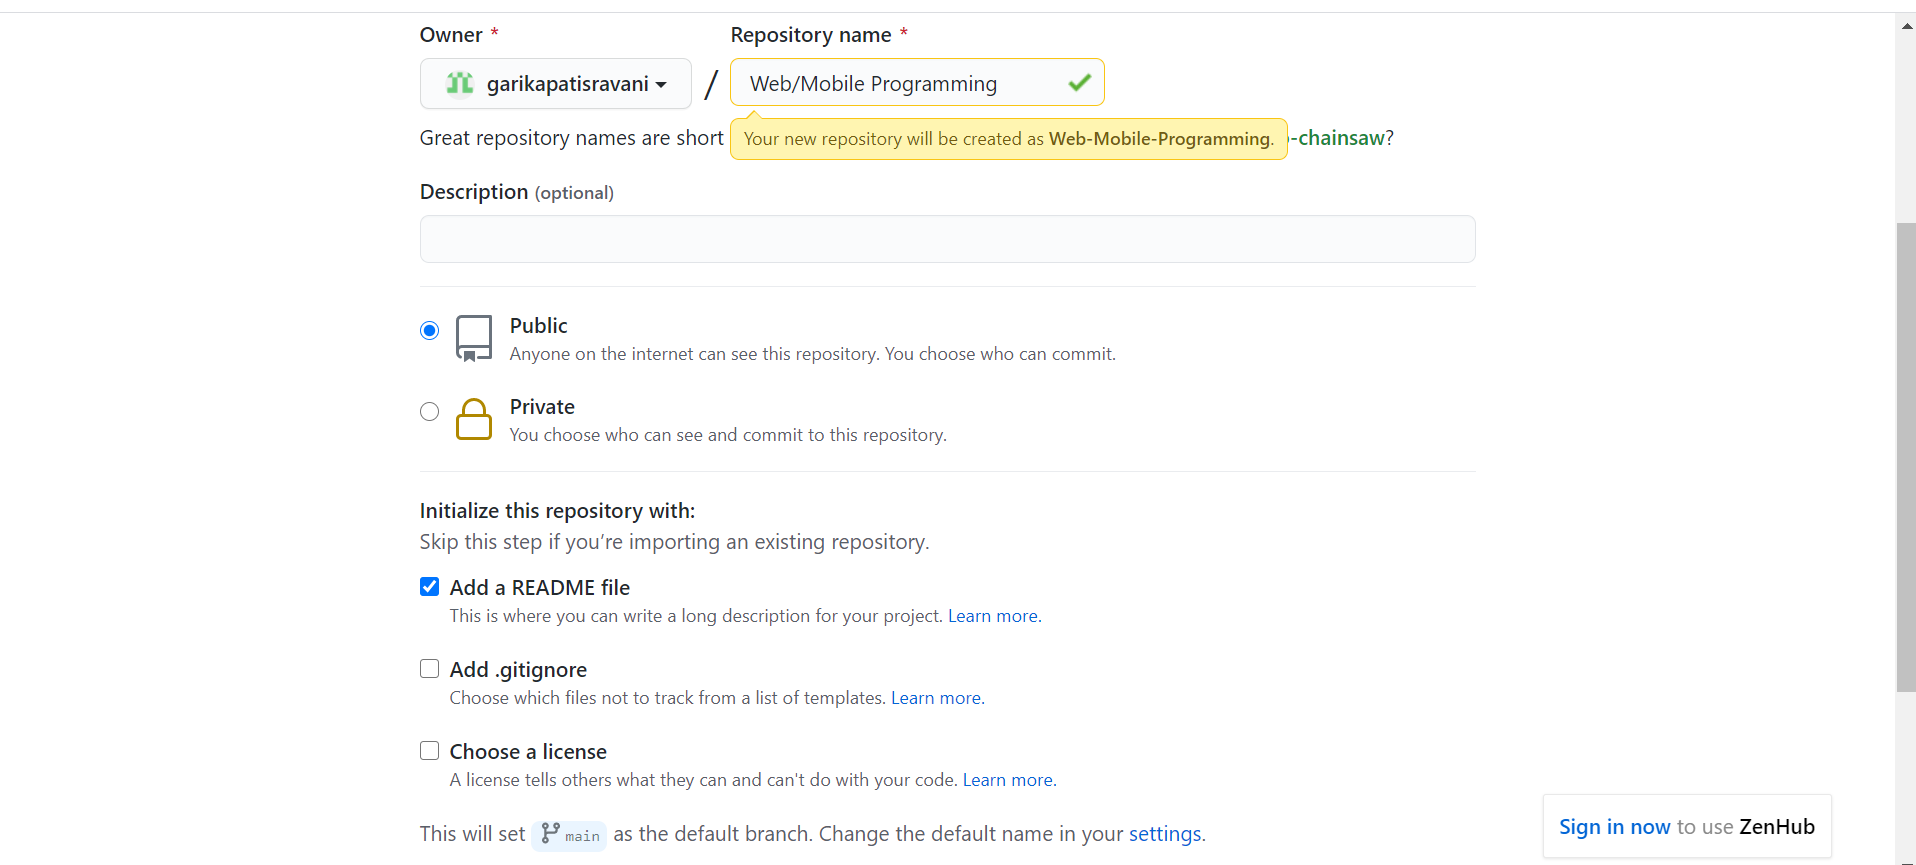 Owner *
Repository name *
garikapatisravani
/
Web/Mobile Programming
Great repository names are short
Your new repository will be created as Web-Mobile-Programming.
-chainsaw?
Description (optional)
Public
Anyone on the internet can see this repository. You choose who can commit.
Private
You choose who can see and commit to this repository.
Initialize this repository with:
Skip this step if you’re importing an existing repository.
Add a README file
This is where you can write a long description for your project. Learn more.
Add .gitignore
Choose which files not to track from a list of templates. Learn more.
Choose a license
A license tells others what they can and can't do with your code. Learn more.
This will set main as the default branch. Change the default name in your settings.
Sign in now to use ZenHub